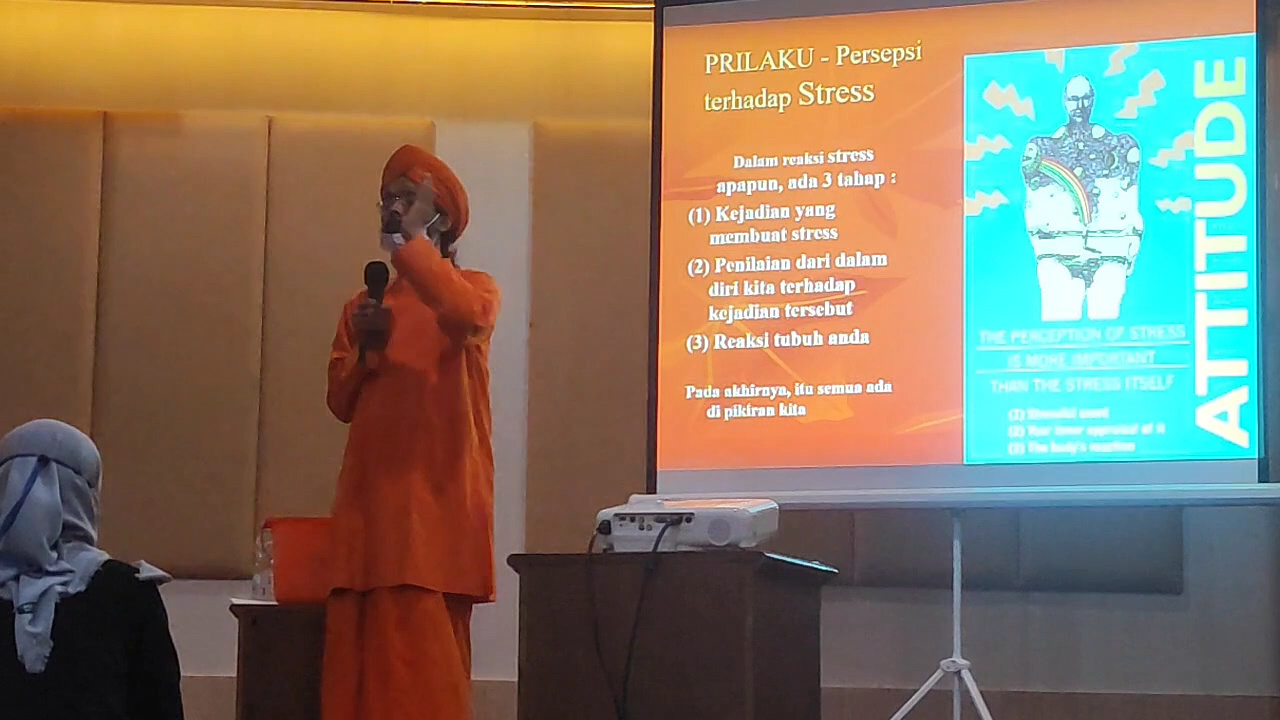 PRILAKU - Persepsi
terhadap Stress
Dalam reaksi stress
apapun, ada 3 tahap :
(1) Kejadian yang
membuat stress
(2) Penilaian dari dalam
diri kita terhadap
kejadian tersebut
(3) Reaksi tubuh anda
Pada akhirnya, itu semua ada
di pikiran kita
ATTITUDE
THE PERCEPTION OF STRESS
IS MORE IMPORTANT
THAN THE STRESS ITSELF
(1) Stressful event
(2) Your inner appraisal of it
(3) The body's reaction